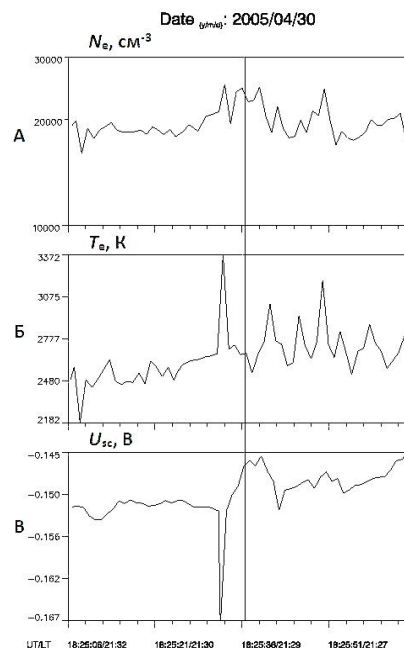 Date (y/m/d): 2005/04/30
Nₑ, см⁻³
30000
А
20000
10000
Tₑ, К
3372
3075
Б
2777
2480
2182
Uₛc, В
-0.145
-0.150
В
-0.156
-0.162
-0.167
UT/LT 18:25:06/21:32 18:25:21/21:30 18:25:36/21:29 18:25:51/21:27